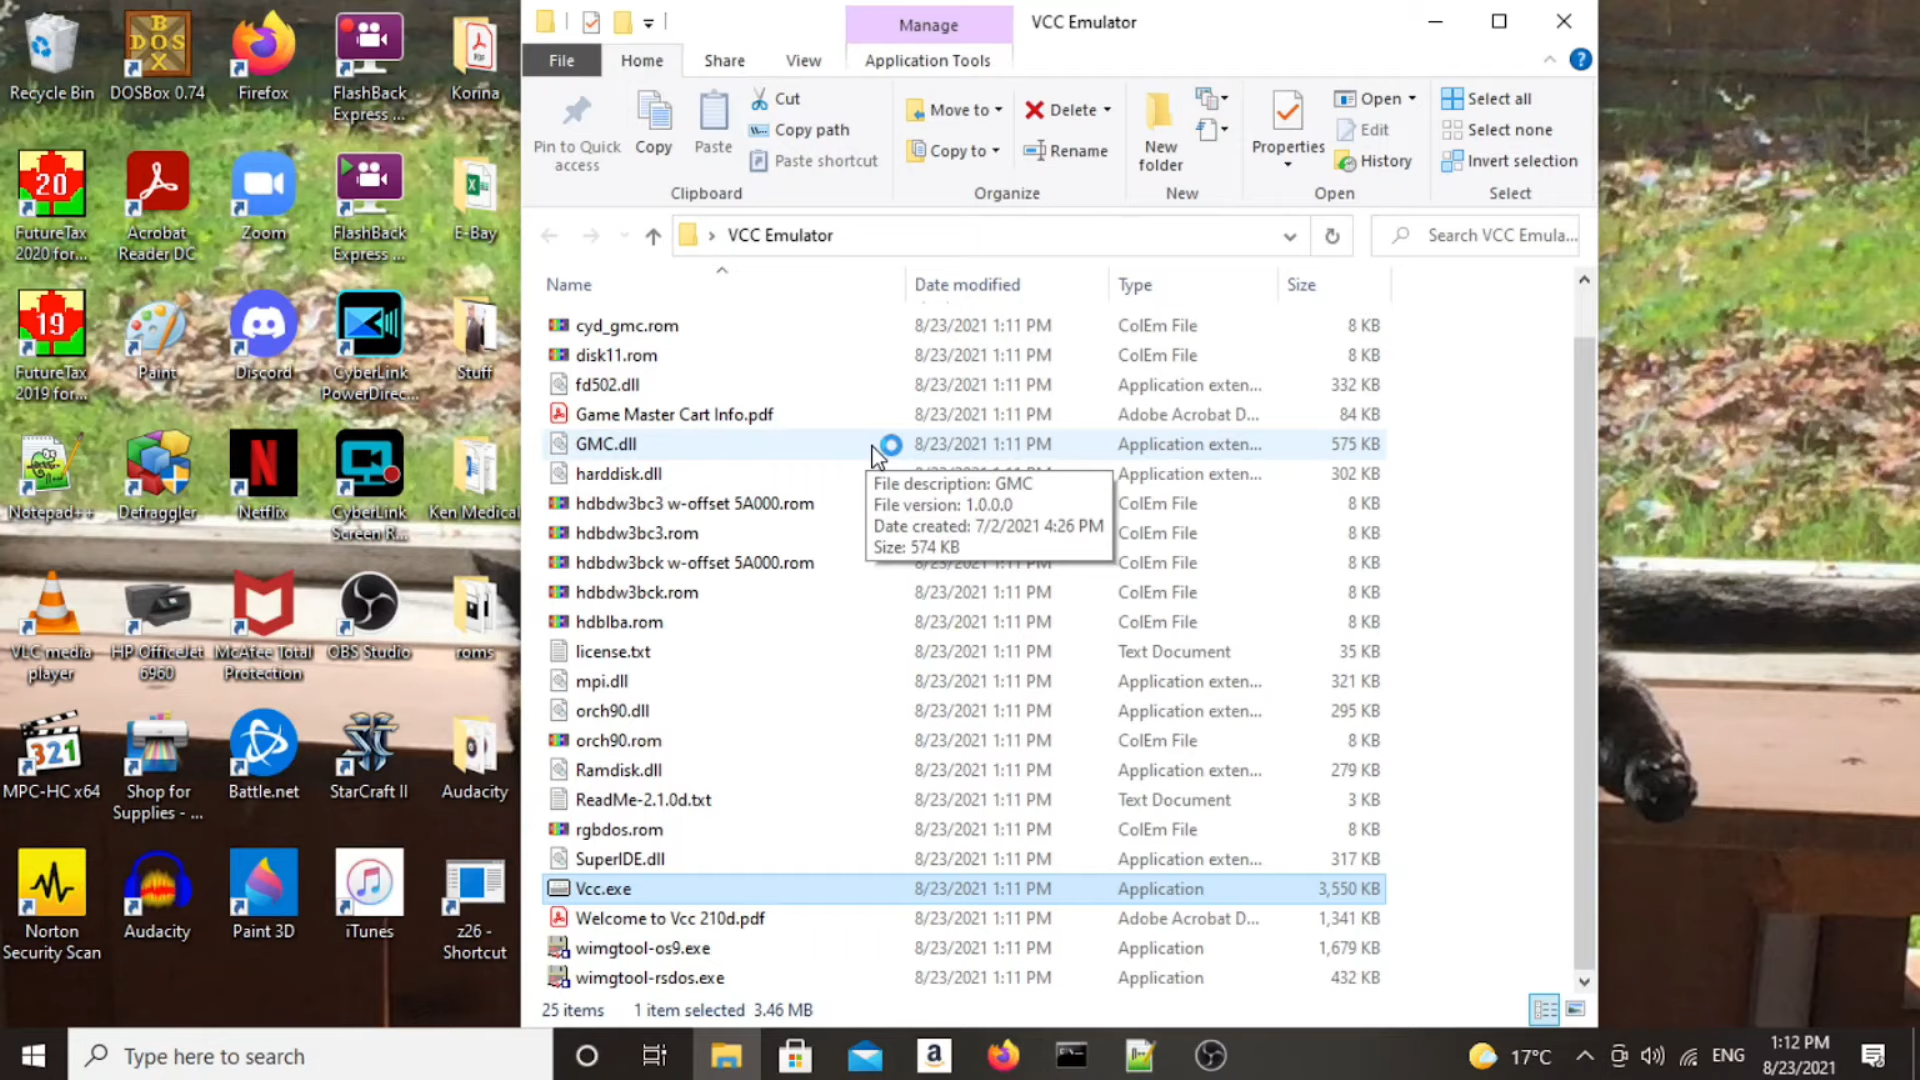 Recycle Bin
DOSBox 0.74
Firefox
FlashBack
Express ...
Korina
FutureTax
2020 for...
Acrobat
Reader DC
Zoom
FlashBack
Express ...
E-Bay
FutureTax
2019 for...
Paint
Discord
CyberLink
PowerDirec...
Stuff
Notepad++
Defraggler
Netflix
CyberLink
Screen R...
Ken Medical
VLC media
player
HP OfficeJet
6960
McAfee Total
Protection
OBS Studio
roms
MPC-HC x64
Shop for
Supplies - ...
Battle.net
StarCraft II
Audacity
Norton
Security Scan
Audacity
Paint 3D
iTunes
z26 -
Shortcut
Manage
VCC Emulator
File
Home
Share
View
Application Tools
Pin to Quick
access
Copy
Paste
Cut
Copy path
Paste shortcut
Clipboard
Move to
Copy to
Delete
Rename
Organize
New
folder
New
Properties
Open
Edit
History
Open
Select all
Select none
Invert selection
Select
VCC Emulator
Search VCC Emula...
Name Date modified Type Size
cyd_gmc.rom 8/23/2021 1:11 PM ColEm File 8 KB
disk11.rom 8/23/2021 1:11 PM ColEm File 8 KB
fd502.dll 8/23/2021 1:11 PM Application exten... 332 KB
Game Master Cart Info.pdf 8/23/2021 1:11 PM Adobe Acrobat D... 84 KB
GMC.dll 8/23/2021 1:11 PM Application exten... 575 KB
harddisk.dll 8/23/2021 1:11 PM Application exten... 302 KB
File description: GMC
File version: 1.0.0.0
Date created: 7/2/2021 4:26 PM
Size: 574 KB
hdbdw3bc3 w-offset 5A000.rom ColEm File 8 KB
hdbdw3bc3.rom ColEm File 8 KB
hdbdw3bck w-offset 5A000.rom 8/23/2021 1:11 PM ColEm File 8 KB
hdbdw3bck.rom 8/23/2021 1:11 PM ColEm File 8 KB
hdblba.rom 8/23/2021 1:11 PM ColEm File 8 KB
license.txt 8/23/2021 1:11 PM Text Document 35 KB
mpi.dll 8/23/2021 1:11 PM Application exten... 321 KB
orch90.dll 8/23/2021 1:11 PM Application exten... 295 KB
orch90.rom 8/23/2021 1:11 PM ColEm File 8 KB
Ramdisk.dll 8/23/2021 1:11 PM Application exten... 279 KB
ReadMe-2.1.0d.txt 8/23/2021 1:11 PM Text Document 3 KB
rgbdos.rom 8/23/2021 1:11 PM ColEm File 8 KB
SuperIDE.dll 8/23/2021 1:11 PM Application exten... 317 KB
Vcc.exe 8/23/2021 1:11 PM Application 3,550 KB
Welcome to Vcc 210d.pdf 8/23/2021 1:11 PM Adobe Acrobat D... 1,341 KB
wimgtool-os9.exe 8/23/2021 1:11 PM Application 1,679 KB
wimgtool-rsdos.exe 8/23/2021 1:11 PM Application 432 KB
25 items 1 item selected 3.46 MB
Type here to search
17°C
ENG
1:12 PM
8/23/2021